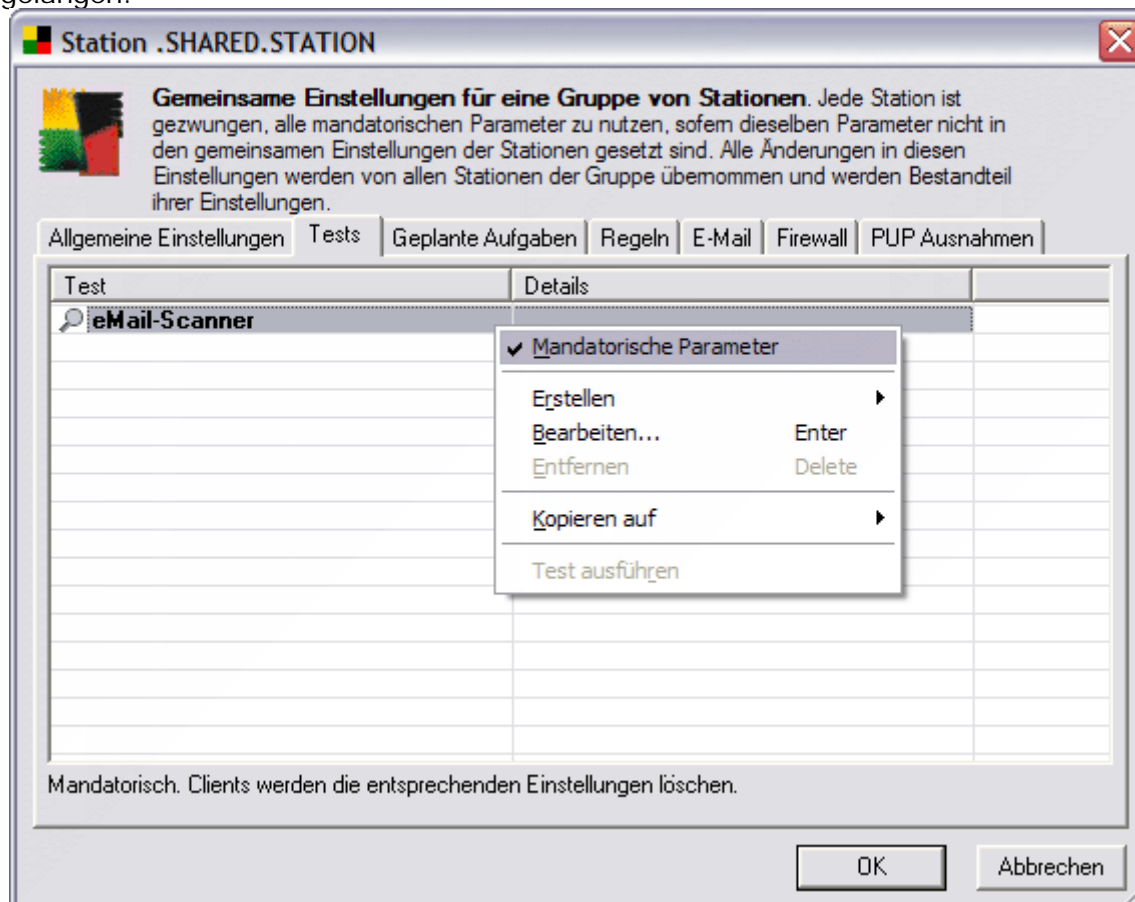 gelangen.
Station .SHARED.STATION
Gemeinsame Einstellungen für eine Gruppe von Stationen. Jede Station ist
gezwungen, alle mandatorischen Parameter zu nutzen, sofern dieselben Parameter nicht in
den gemeinsamen Einstellungen der Stationen gesetzt sind. Alle Änderungen in diesen
Einstellungen werden von allen Stationen der Gruppe übernommen und werden Bestandteil
ihrer Einstellungen.
Allgemeine Einstellungen Tests Geplante Aufgaben Regeln E-Mail Firewall PUP Ausnahmen
Test Details
eMail-Scanner
Mandatorische Parameter
Erstellen
Bearbeiten... Enter
Entfernen Delete
Kopieren auf
Test ausführen
Mandatorisch. Clients werden die entsprechenden Einstellungen löschen.
OK Abbrechen